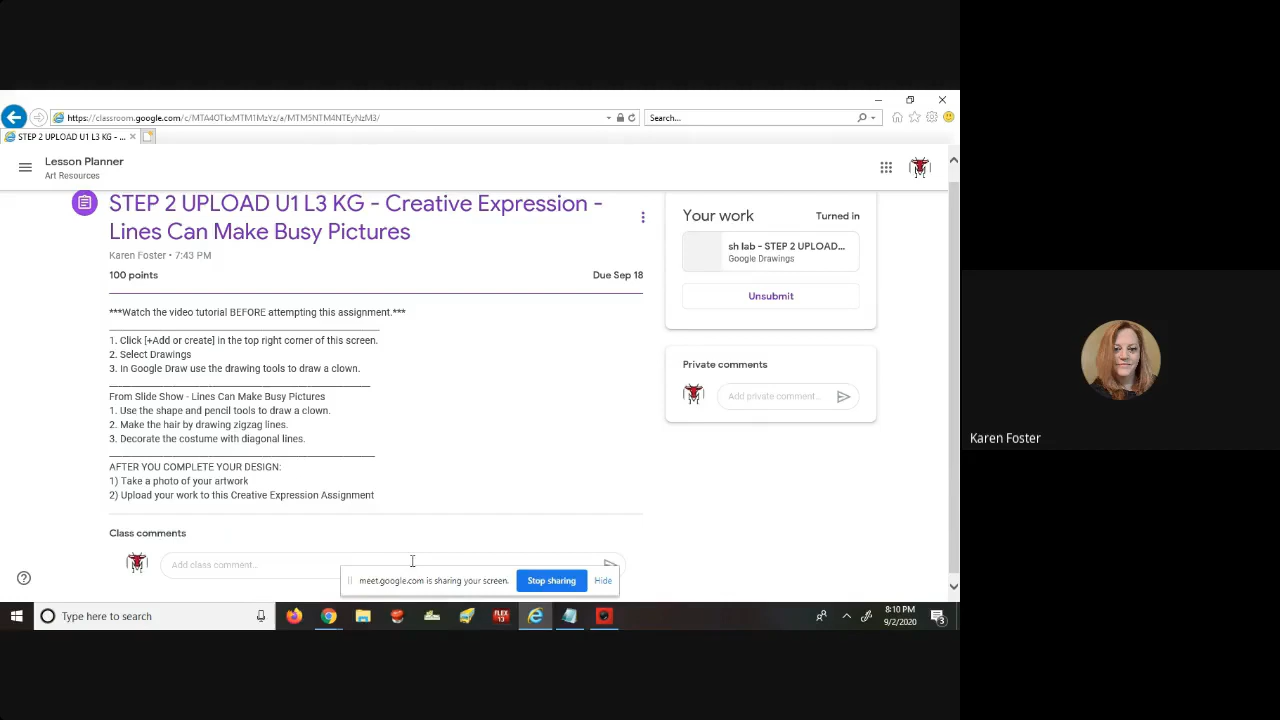 https://classroom.google.com/c/MTA4OTkxMTM1MzYz/a/MTM5NTM4NTEyNzM3/
Search...
STEP 2 UPLOAD U1 L3 KG - ...
Lesson Planner
Art Resources
STEP 2 UPLOAD U1 L3 KG - Creative Expression -
Lines Can Make Busy Pictures
Karen Foster • 7:43 PM
100 points
Due Sep 18
***Watch the video tutorial BEFORE attempting this assignment.***
1. Click [+Add or create] in the top right corner of this screen.
2. Select Drawings
3. In Google Draw use the drawing tools to draw a clown.
From Slide Show - Lines Can Make Busy Pictures
1. Use the shape and pencil tools to draw a clown.
2. Make the hair by drawing zigzag lines.
3. Decorate the costume with diagonal lines.
AFTER YOU COMPLETE YOUR DESIGN:
1) Take a photo of your artwork
2) Upload your work to this Creative Expression Assignment
Class comments
Add class comment...
Your work
Turned in
sh lab - STEP 2 UPLOAD...
Google Drawings
Unsubmit
Private comments
Add private comment...
meet.google.com is sharing your screen.
Stop sharing
Hide
Type here to search
FLEX
13
8:10 PM
9/2/2020
3
Karen Foster